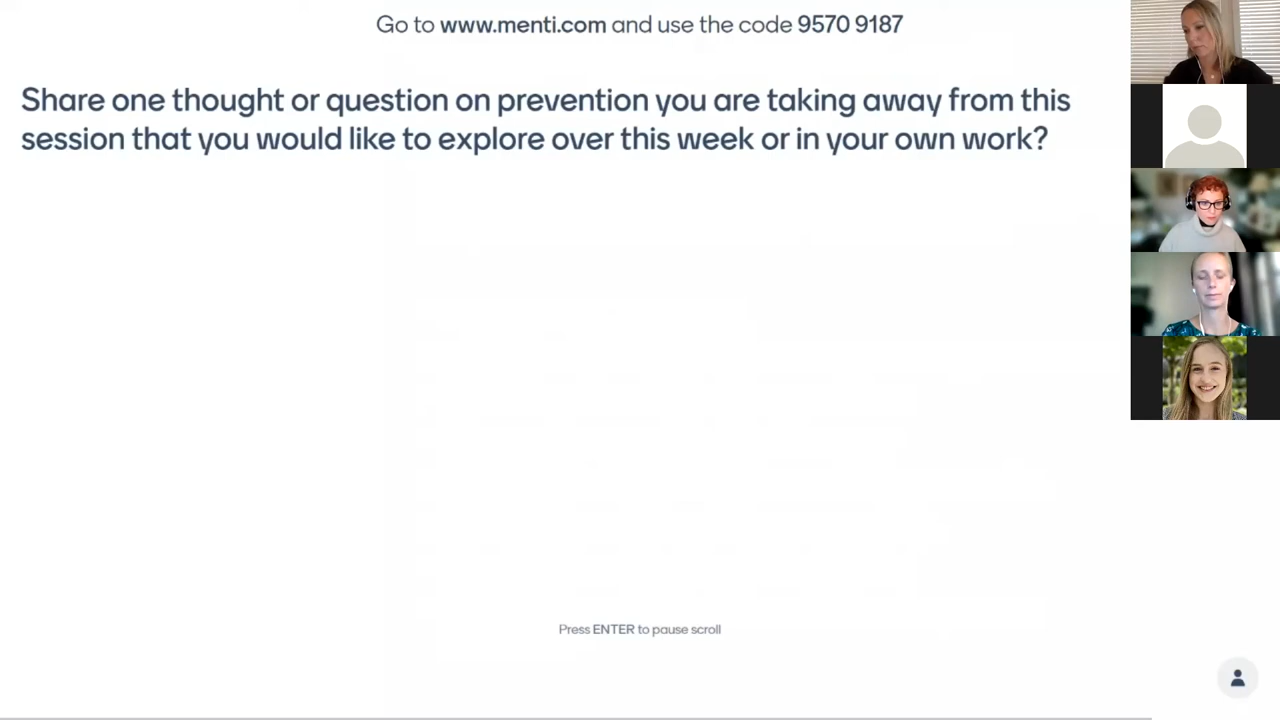 Go to www.menti.com and use the code 9570 9187
Share one thought or question on prevention you are taking away from this
session that you would like to explore over this week or in your own work?
Press ENTER to pause scroll